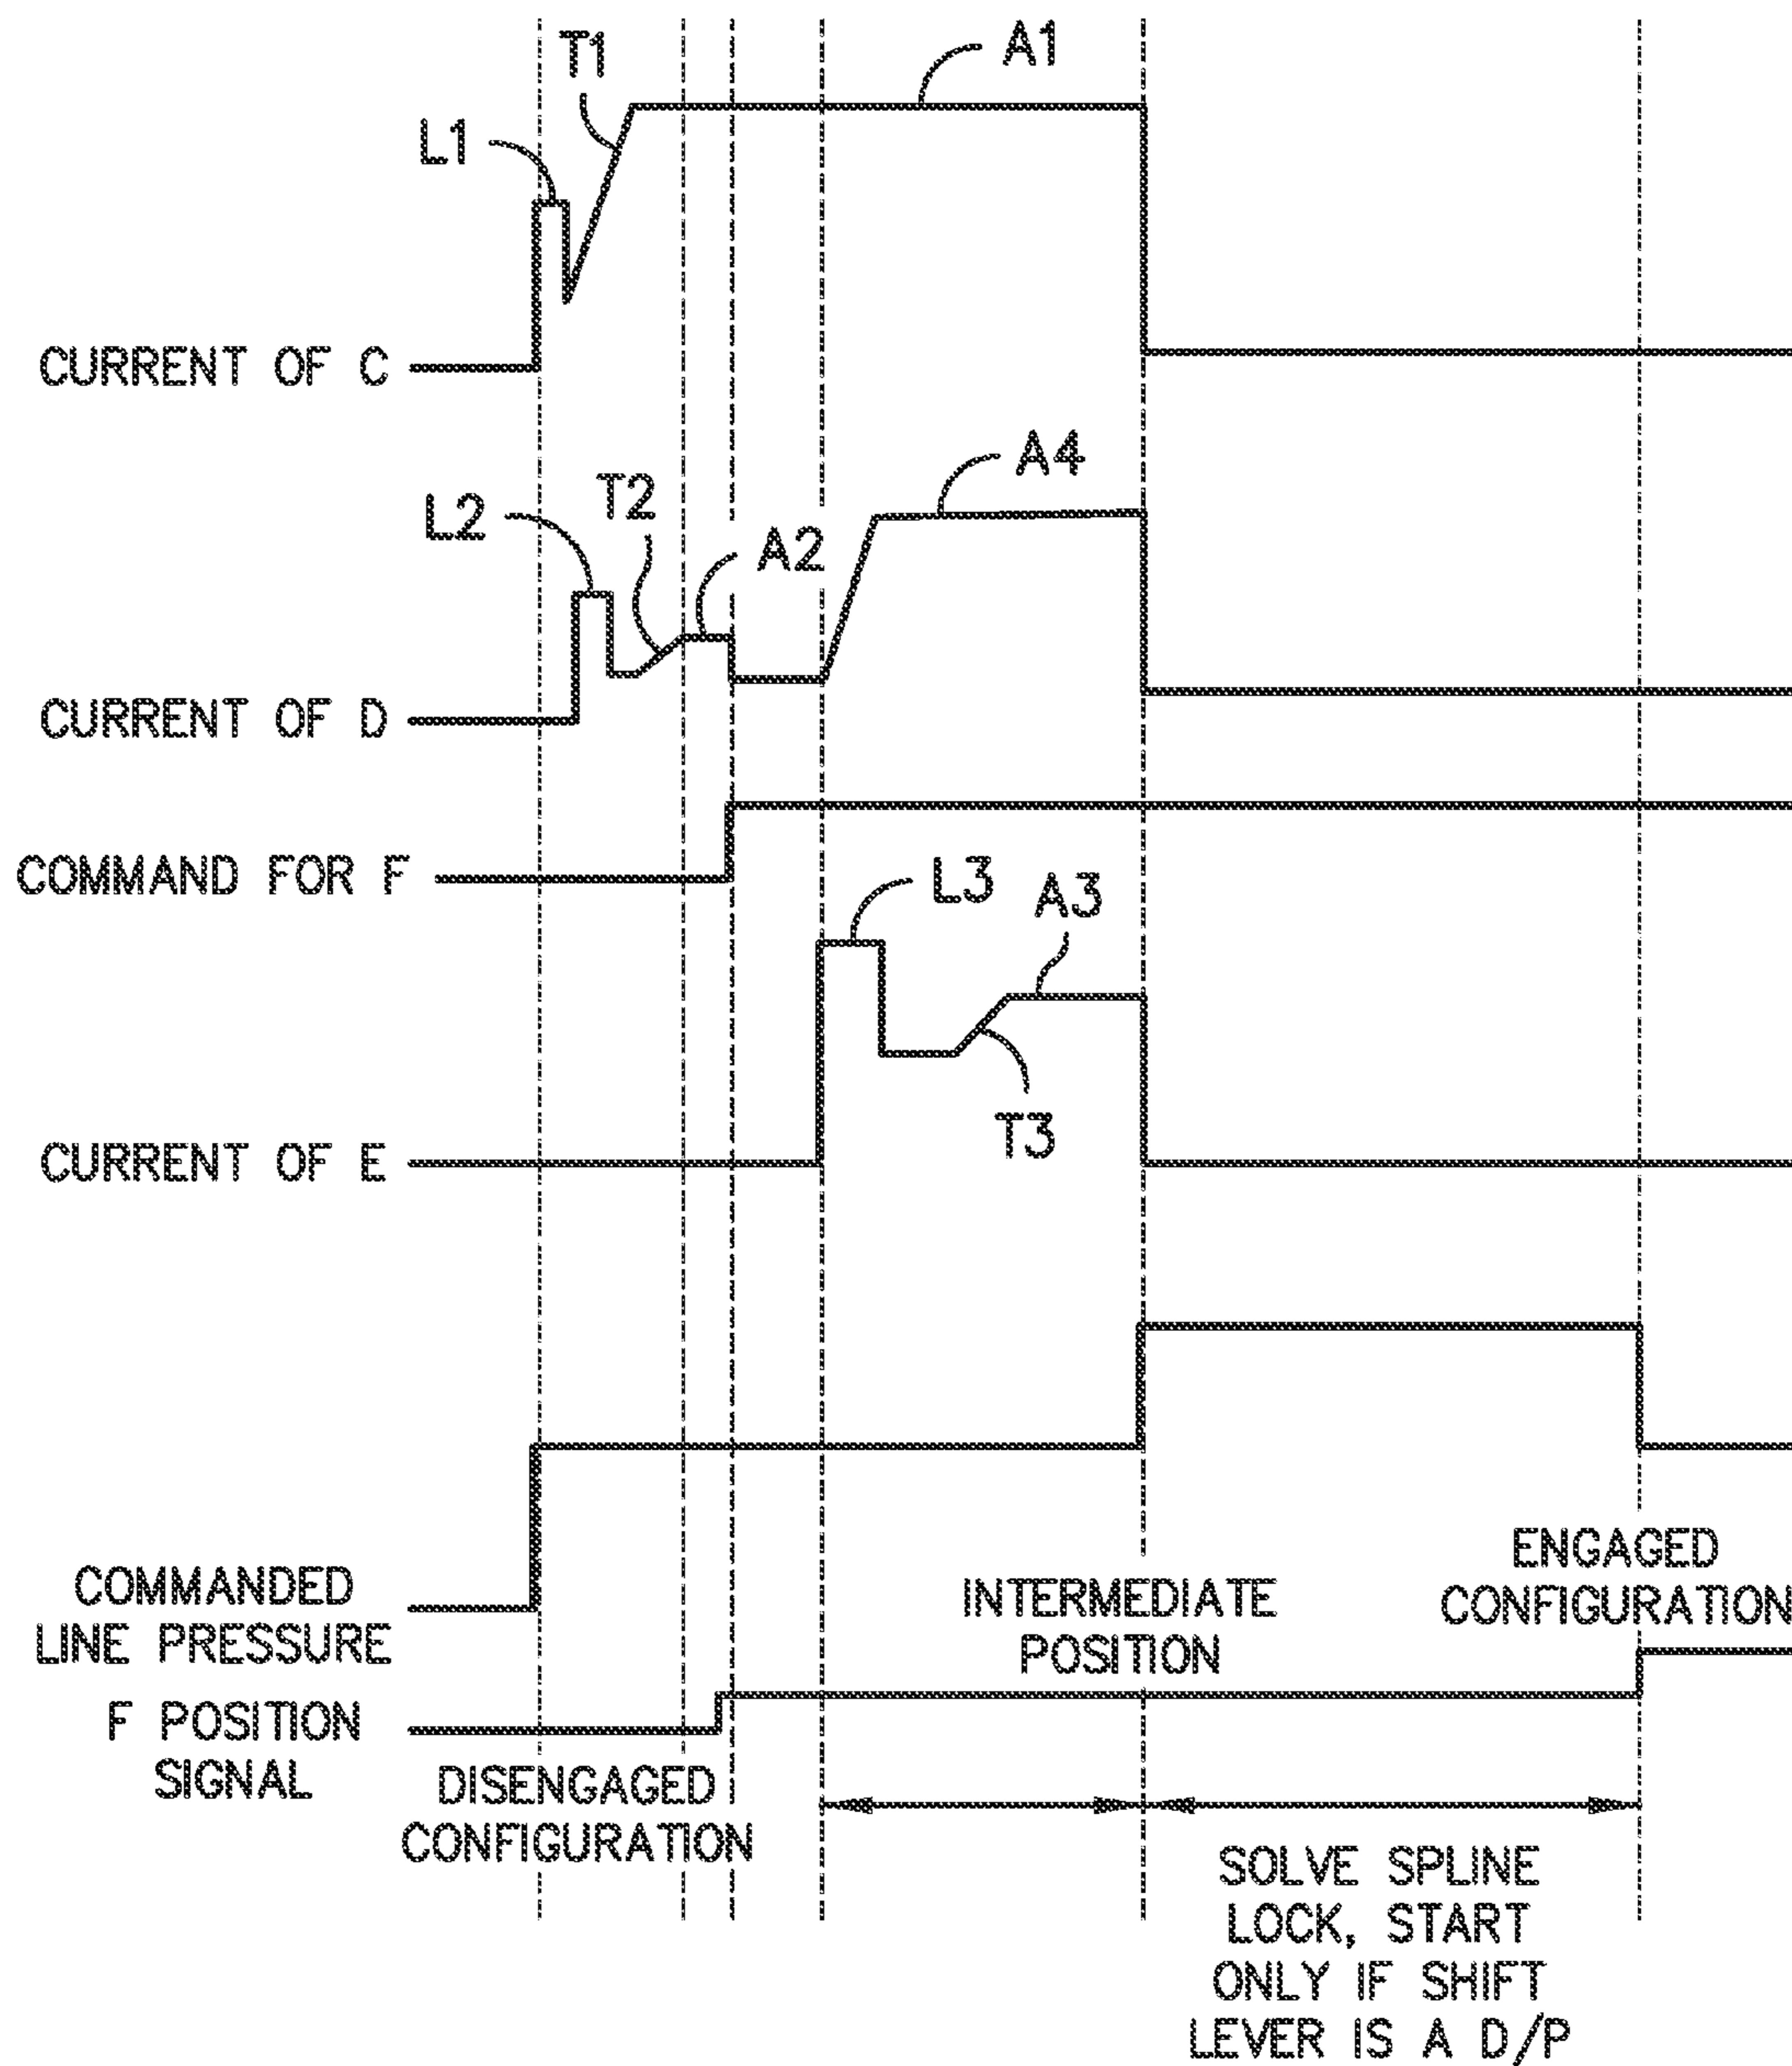 T1
A1
L1
CURRENT OF C
A4
T2
L2
A2
CURRENT OF D
COMMAND FOR F
L3
A3
T3
CURRENT OF E
COMMANDED
LINE PRESSURE
INTERMEDIATE
POSITION
ENGAGED
CONFIGURATION
F POSITION
SIGNAL
DISENGAGED
CONFIGURATION
SOLVE SPLINE
LOCK, START
ONLY IF SHIFT
LEVER IS A D/P